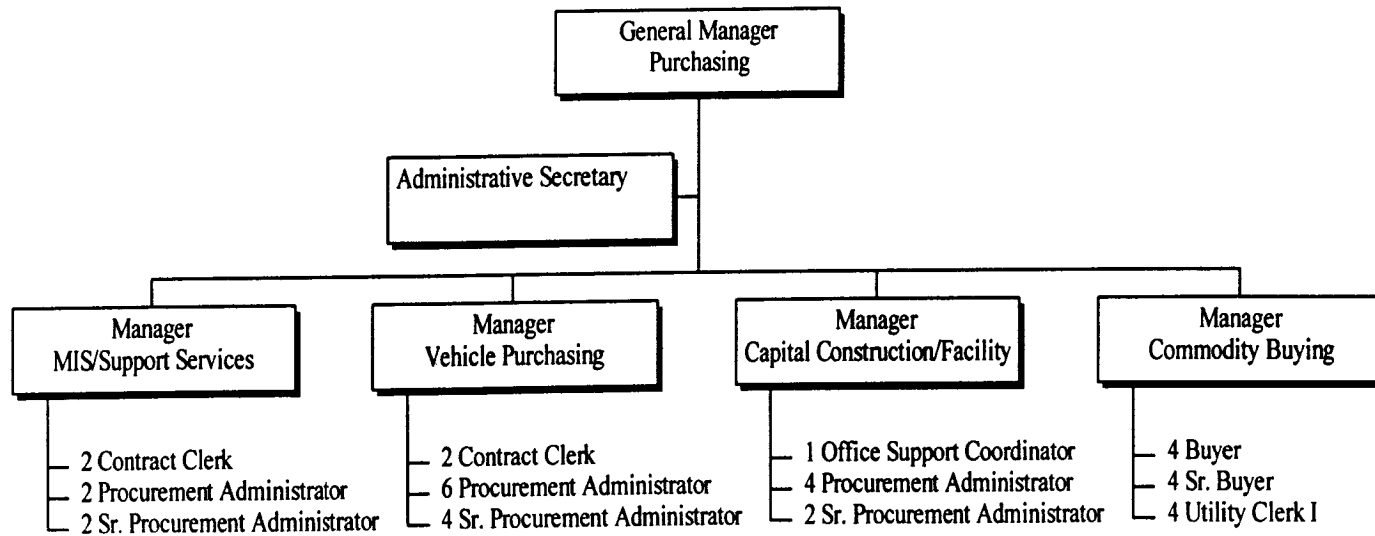 General Manager
Purchasing
Administrative Secretary
Manager
MIS/Support Services
Manager
Vehicle Purchasing
Manager
Capital Construction/Facility
Manager
Commodity Buying
2 Contract Clerk
2 Procurement Administrator
2 Sr. Procurement Administrator
2 Contract Clerk
6 Procurement Administrator
4 Sr. Procurement Administrator
1 Office Support Coordinator
4 Procurement Administrator
2 Sr. Procurement Administrator
4 Buyer
4 Sr. Buyer
4 Utility Clerk I